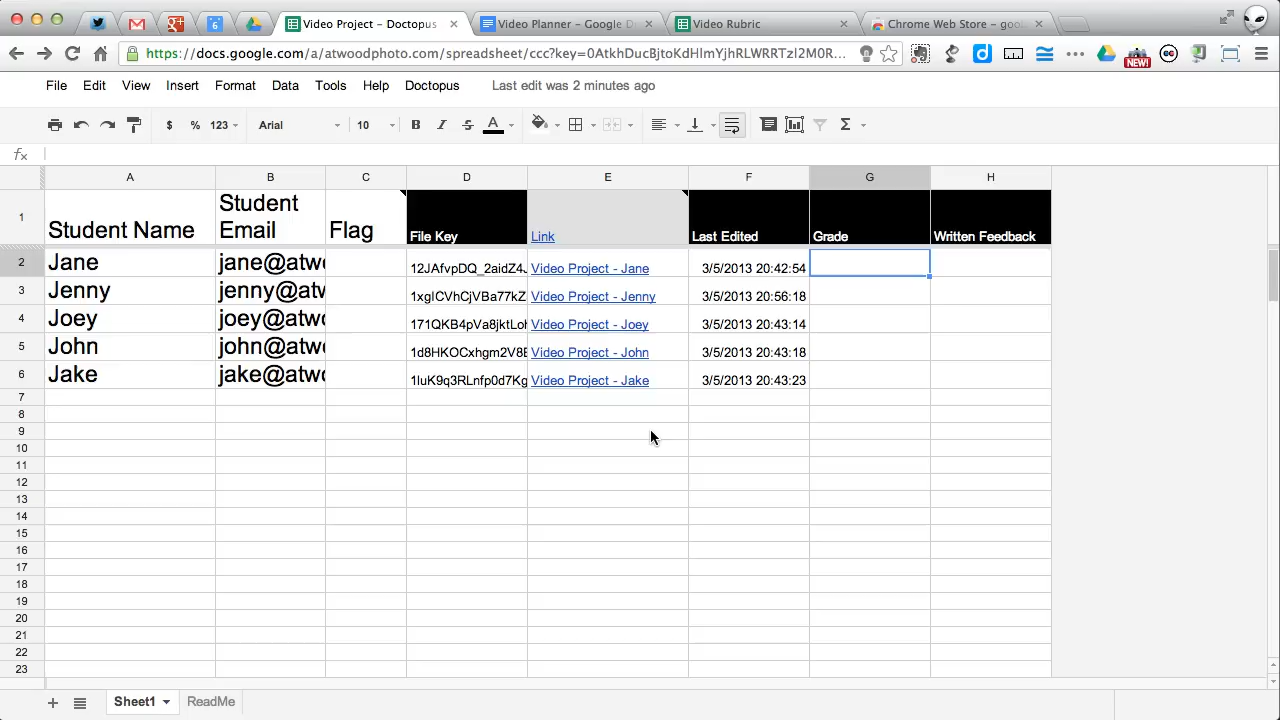 Video Project – Doctopus
Video Planner – Google D
Video Rubric
Chrome Web Store – goo
6
https://docs.google.com/a/atwoodphoto.com/spreadsheet/ccc?key=0AtkhDucBjtoKdHlmYjhRLWRRTzl2M0R...
NEW!
File Edit View Insert Format Data Tools Help Doctopus Last edit was 2 minutes ago
$ % 123 Arial 10 B I S A Σ
fx
A B C D E F G H
1 Student Name Student Email Flag File Key Link Last Edited Grade Written Feedback
2 Jane jane@atwo 12JAfvpDQ_2aidZ4J Video Project - Jane 3/5/2013 20:42:54
3 Jenny jenny@atw 1xgICVhCjVBa77kZ Video Project - Jenny 3/5/2013 20:56:18
4 Joey joey@atwo 171QKB4pVa8jktLoh Video Project - Joey 3/5/2013 20:43:14
5 John john@atwo 1d8HKOCxhgm2V8E Video Project - John 3/5/2013 20:43:18
6 Jake jake@atwo 1luK9q3RLnfp0d7Kg Video Project - Jake 3/5/2013 20:43:23
7
8
9
10
11
12
13
14
15
16
17
18
19
20
21
22
23
Sheet1 ReadMe